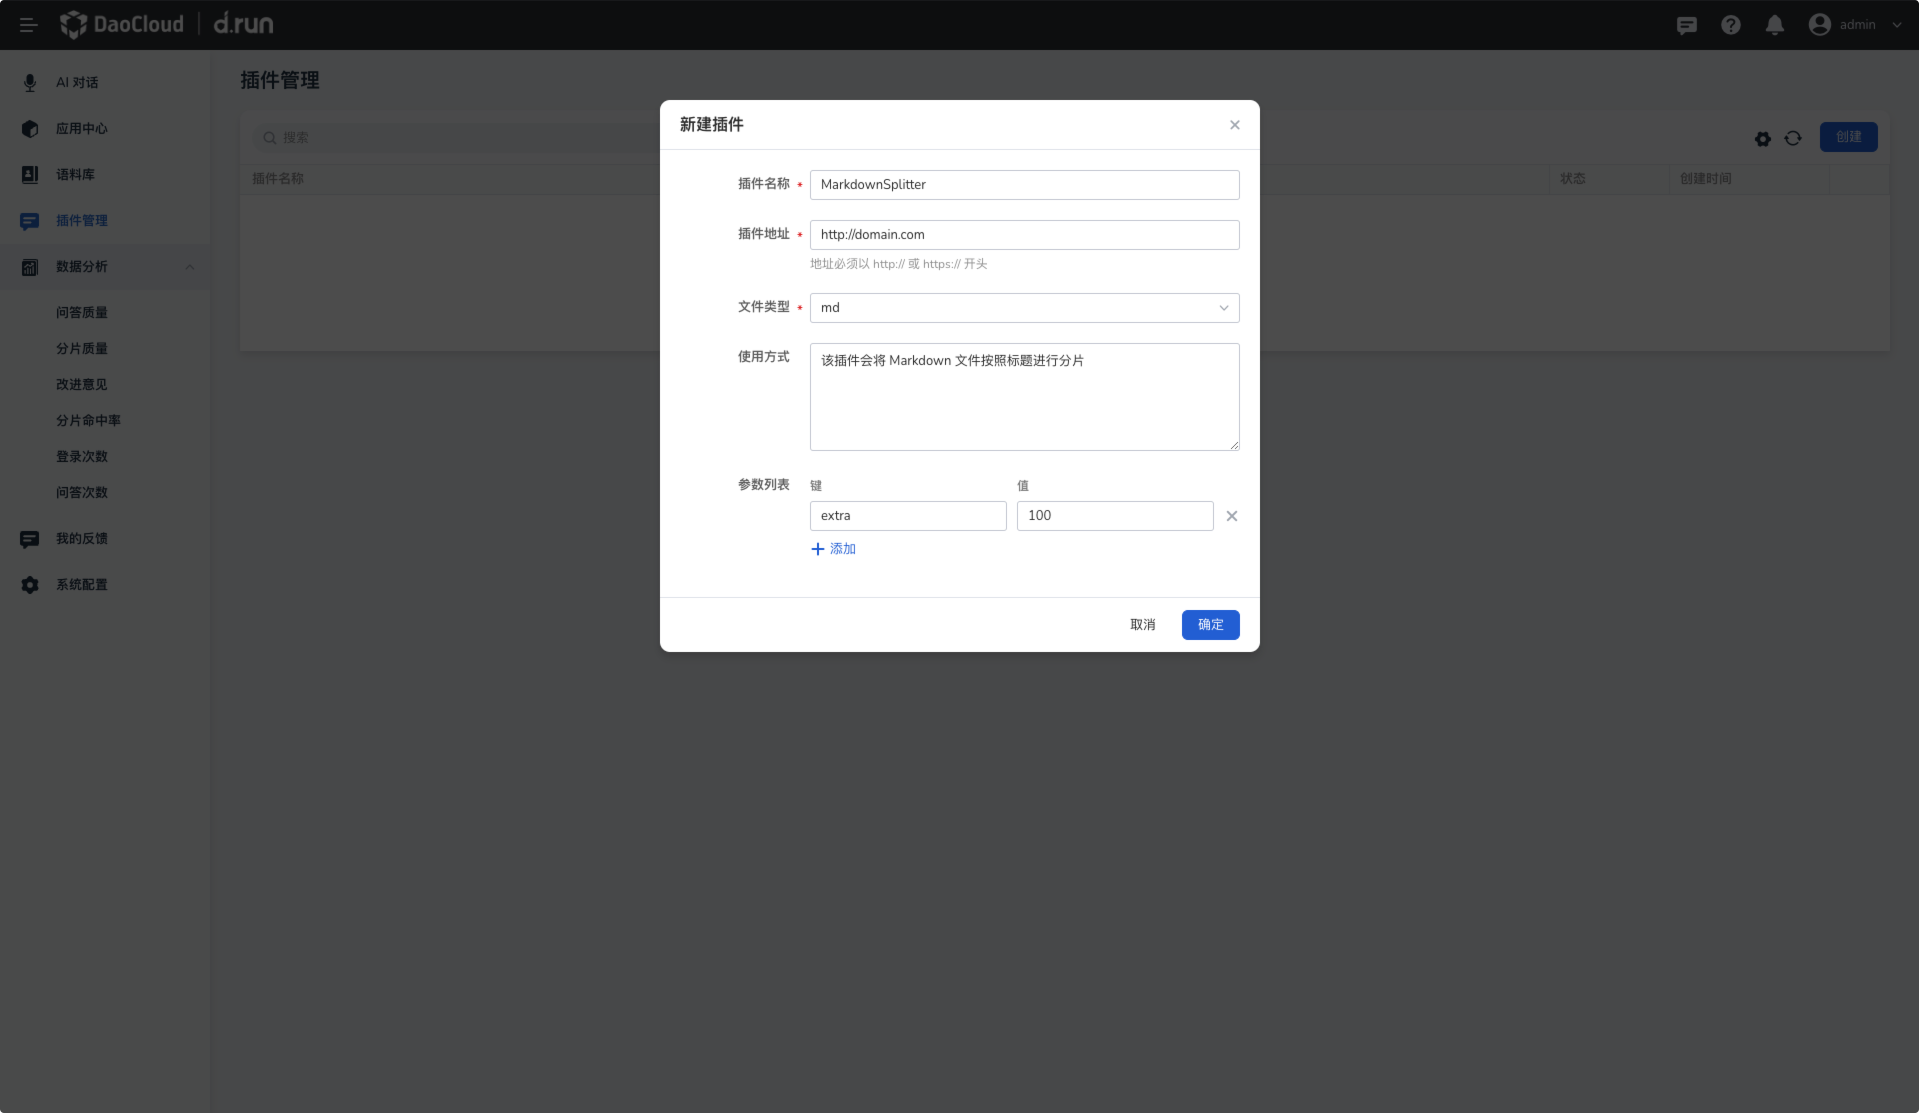 DaoCloud | d.run
admin
AI 对话
应用中心
语料库
插件管理
数据分析
问答质量
分片质量
改进意见
分片命中率
登录次数
问答次数
我的反馈
系统配置
插件管理
搜索
创建
插件名称
状态
创建时间
新建插件
插件名称 * MarkdownSplitter
插件地址 * http://domain.com
地址必须以 http:// 或 https:// 开头
文件类型 * md
使用方式 该插件会将 Markdown 文件按照标题进行分片
参数列表 键 值
extra 100
添加
取消 确定